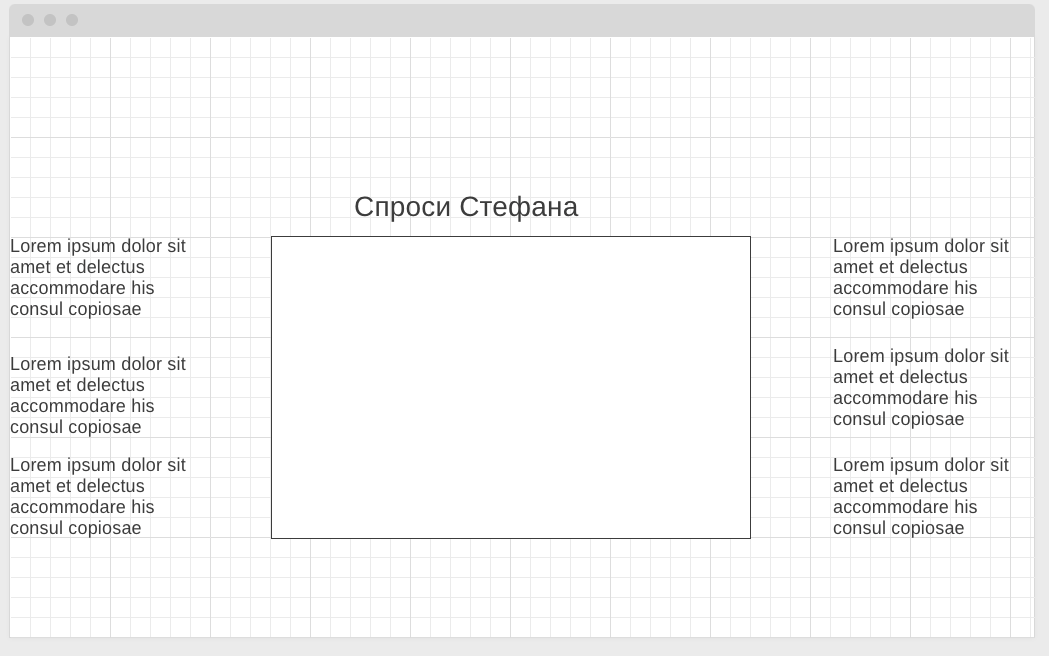 Спроси Стефана
Lorem ipsum dolor sit
amet et delectus
accommodare his
consul copiosae
Lorem ipsum dolor sit
amet et delectus
accommodare his
consul copiosae
Lorem ipsum dolor sit
amet et delectus
accommodare his
consul copiosae
Lorem ipsum dolor sit
amet et delectus
accommodare his
consul copiosae
Lorem ipsum dolor sit
amet et delectus
accommodare his
consul copiosae
Lorem ipsum dolor sit
amet et delectus
accommodare his
consul copiosae